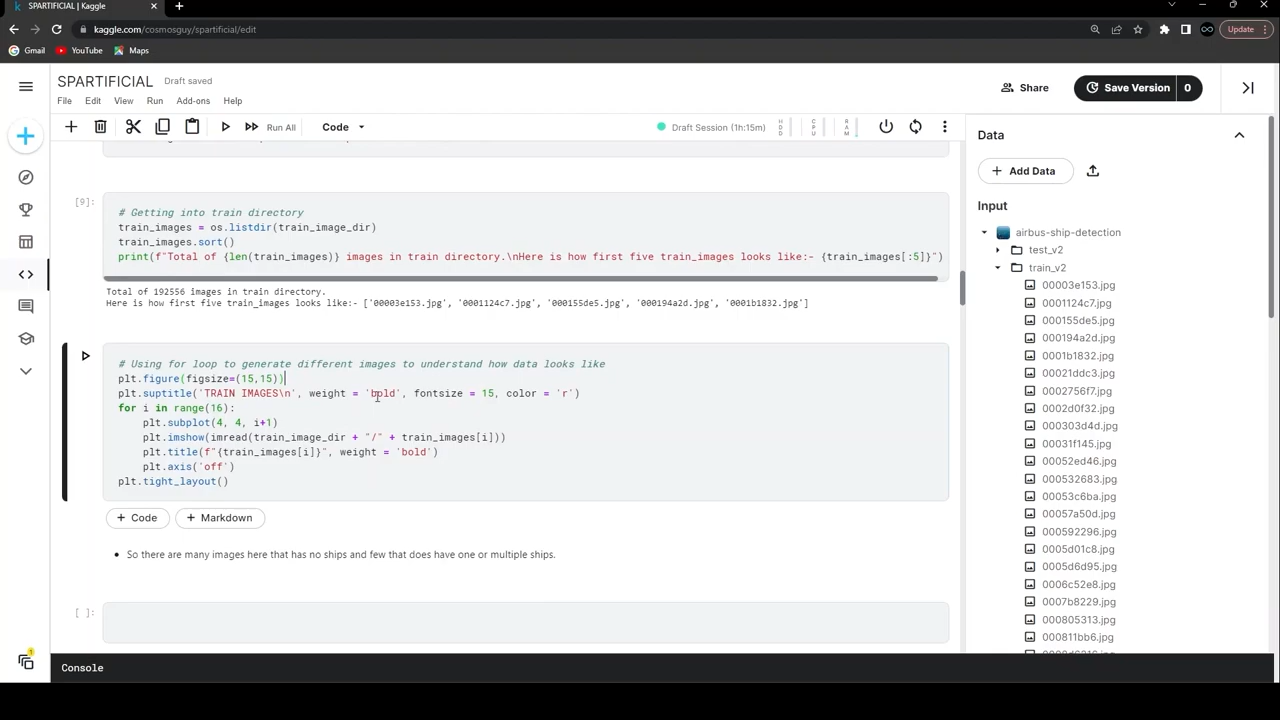 SPARTIFICIAL | Kaggle
kaggle.com/cosmosguy/spartificial/edit
Update
Gmail YouTube Maps
SPARTIFICIAL Draft saved
File Edit View Run Add-ons Help
Share
Save Version 0
Run All Code Draft Session (1h:15m) HDD CPU RAM
Data
Add Data
Input
airbus-ship-detection
test_v2
train_v2
00003e153.jpg
0001124c7.jpg
000155de5.jpg
000194a2d.jpg
0001b1832.jpg
00021ddc3.jpg
0002756f7.jpg
0002d0f32.jpg
000303d4d.jpg
00031f145.jpg
00052ed46.jpg
000532683.jpg
00053c6ba.jpg
00057a50d.jpg
000592296.jpg
0005d01c8.jpg
0005d6d95.jpg
0006c52e8.jpg
0007b8229.jpg
000805313.jpg
000811bb6.jpg
[9]:
# Getting into train directory
train_images = os.listdir(train_image_dir)
train_images.sort()
print(f"Total of {len(train_images)} images in train directory.\nHere is how first five train_images looks like:- {train_images[:5]}")
Total of 192556 images in train directory.
Here is how first five train_images looks like:- ['00003e153.jpg', '0001124c7.jpg', '000155de5.jpg', '000194a2d.jpg', '0001b1832.jpg']
# Using for loop to generate different images to understand how data looks like
plt.figure(figsize=(15,15))
plt.suptitle('TRAIN IMAGES\n', weight = 'bold', fontsize = 15, color = 'r')
for i in range(16):
plt.subplot(4, 4, i+1)
plt.imshow(imread(train_image_dir + "/" + train_images[i]))
plt.title(f"{train_images[i]}", weight = 'bold')
plt.axis('off')
plt.tight_layout()
+ Code + Markdown
• So there are many images here that has no ships and few that does have one or multiple ships.
[ ]:
Console
1